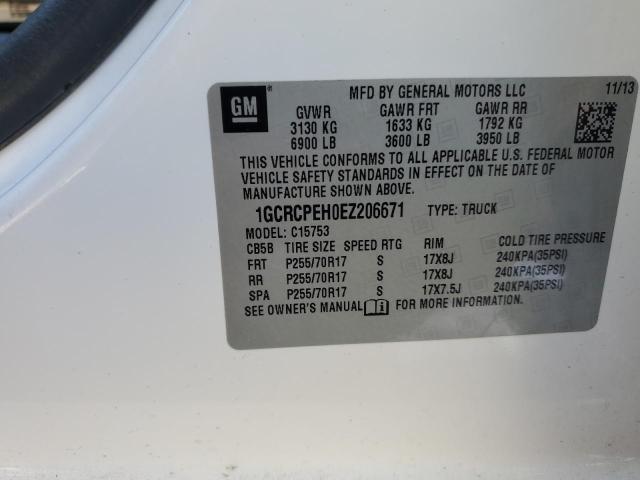 GM
MFD BY GENERAL MOTORS LLC 11/13
GVWR GAWR FRT GAWR RR
3130 KG 1633 KG 1792 KG
6900 LB 3600 LB 3950 LB
THIS VEHICLE CONFORMS TO ALL APPLICABLE U.S. FEDERAL MOTOR
VEHICLE SAFETY STANDARDS IN EFFECT ON THE DATE OF
MANUFACTURE SHOWN ABOVE.
1GCRCPEH0EZ206671 TYPE: TRUCK
MODEL: C15753
CB5B TIRE SIZE SPEED RTG RIM COLD TIRE PRESSURE
FRT P255/70R17 S 17X8J 240KPA(35PSI)
RR P255/70R17 S 17X8J 240KPA(35PSI)
SPA P255/70R17 S 17X7.5J 240KPA(35PSI)
SEE OWNER'S MANUAL FOR MORE INFORMATION.